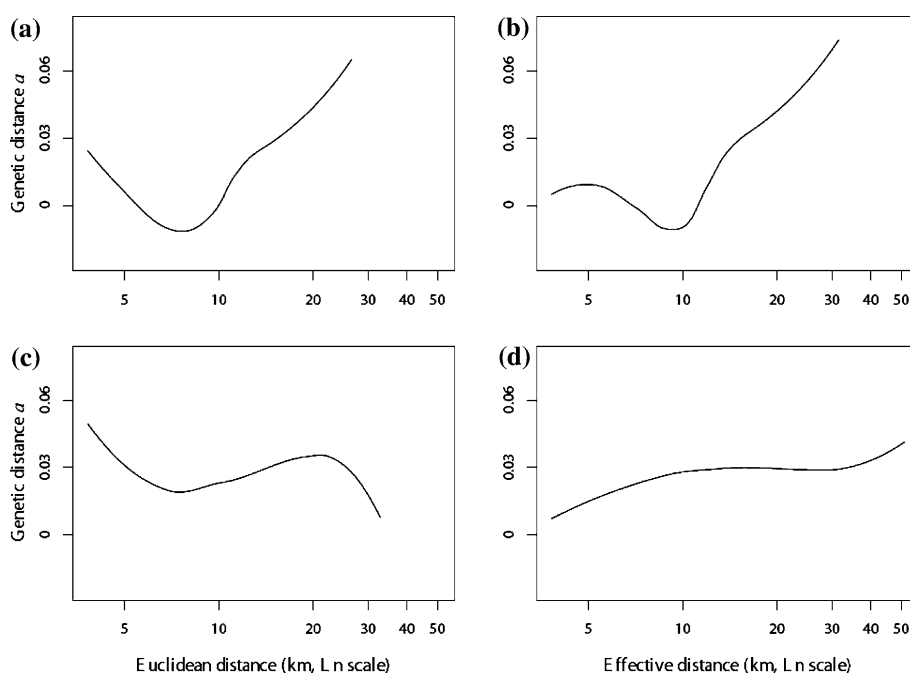 (a)
Genetic distance a
0.06
0.03
0
5 10 20 30 40 50
(b)
0.06
0.03
0
5 10 20 30 40 50
(c)
Genetic distance a
0.06
0.03
0
5 10 20 30 40 50
Euclidean distance (km, Ln scale)
(d)
0.06
0.03
0
5 10 20 30 40 50
Effective distance (km, Ln scale)